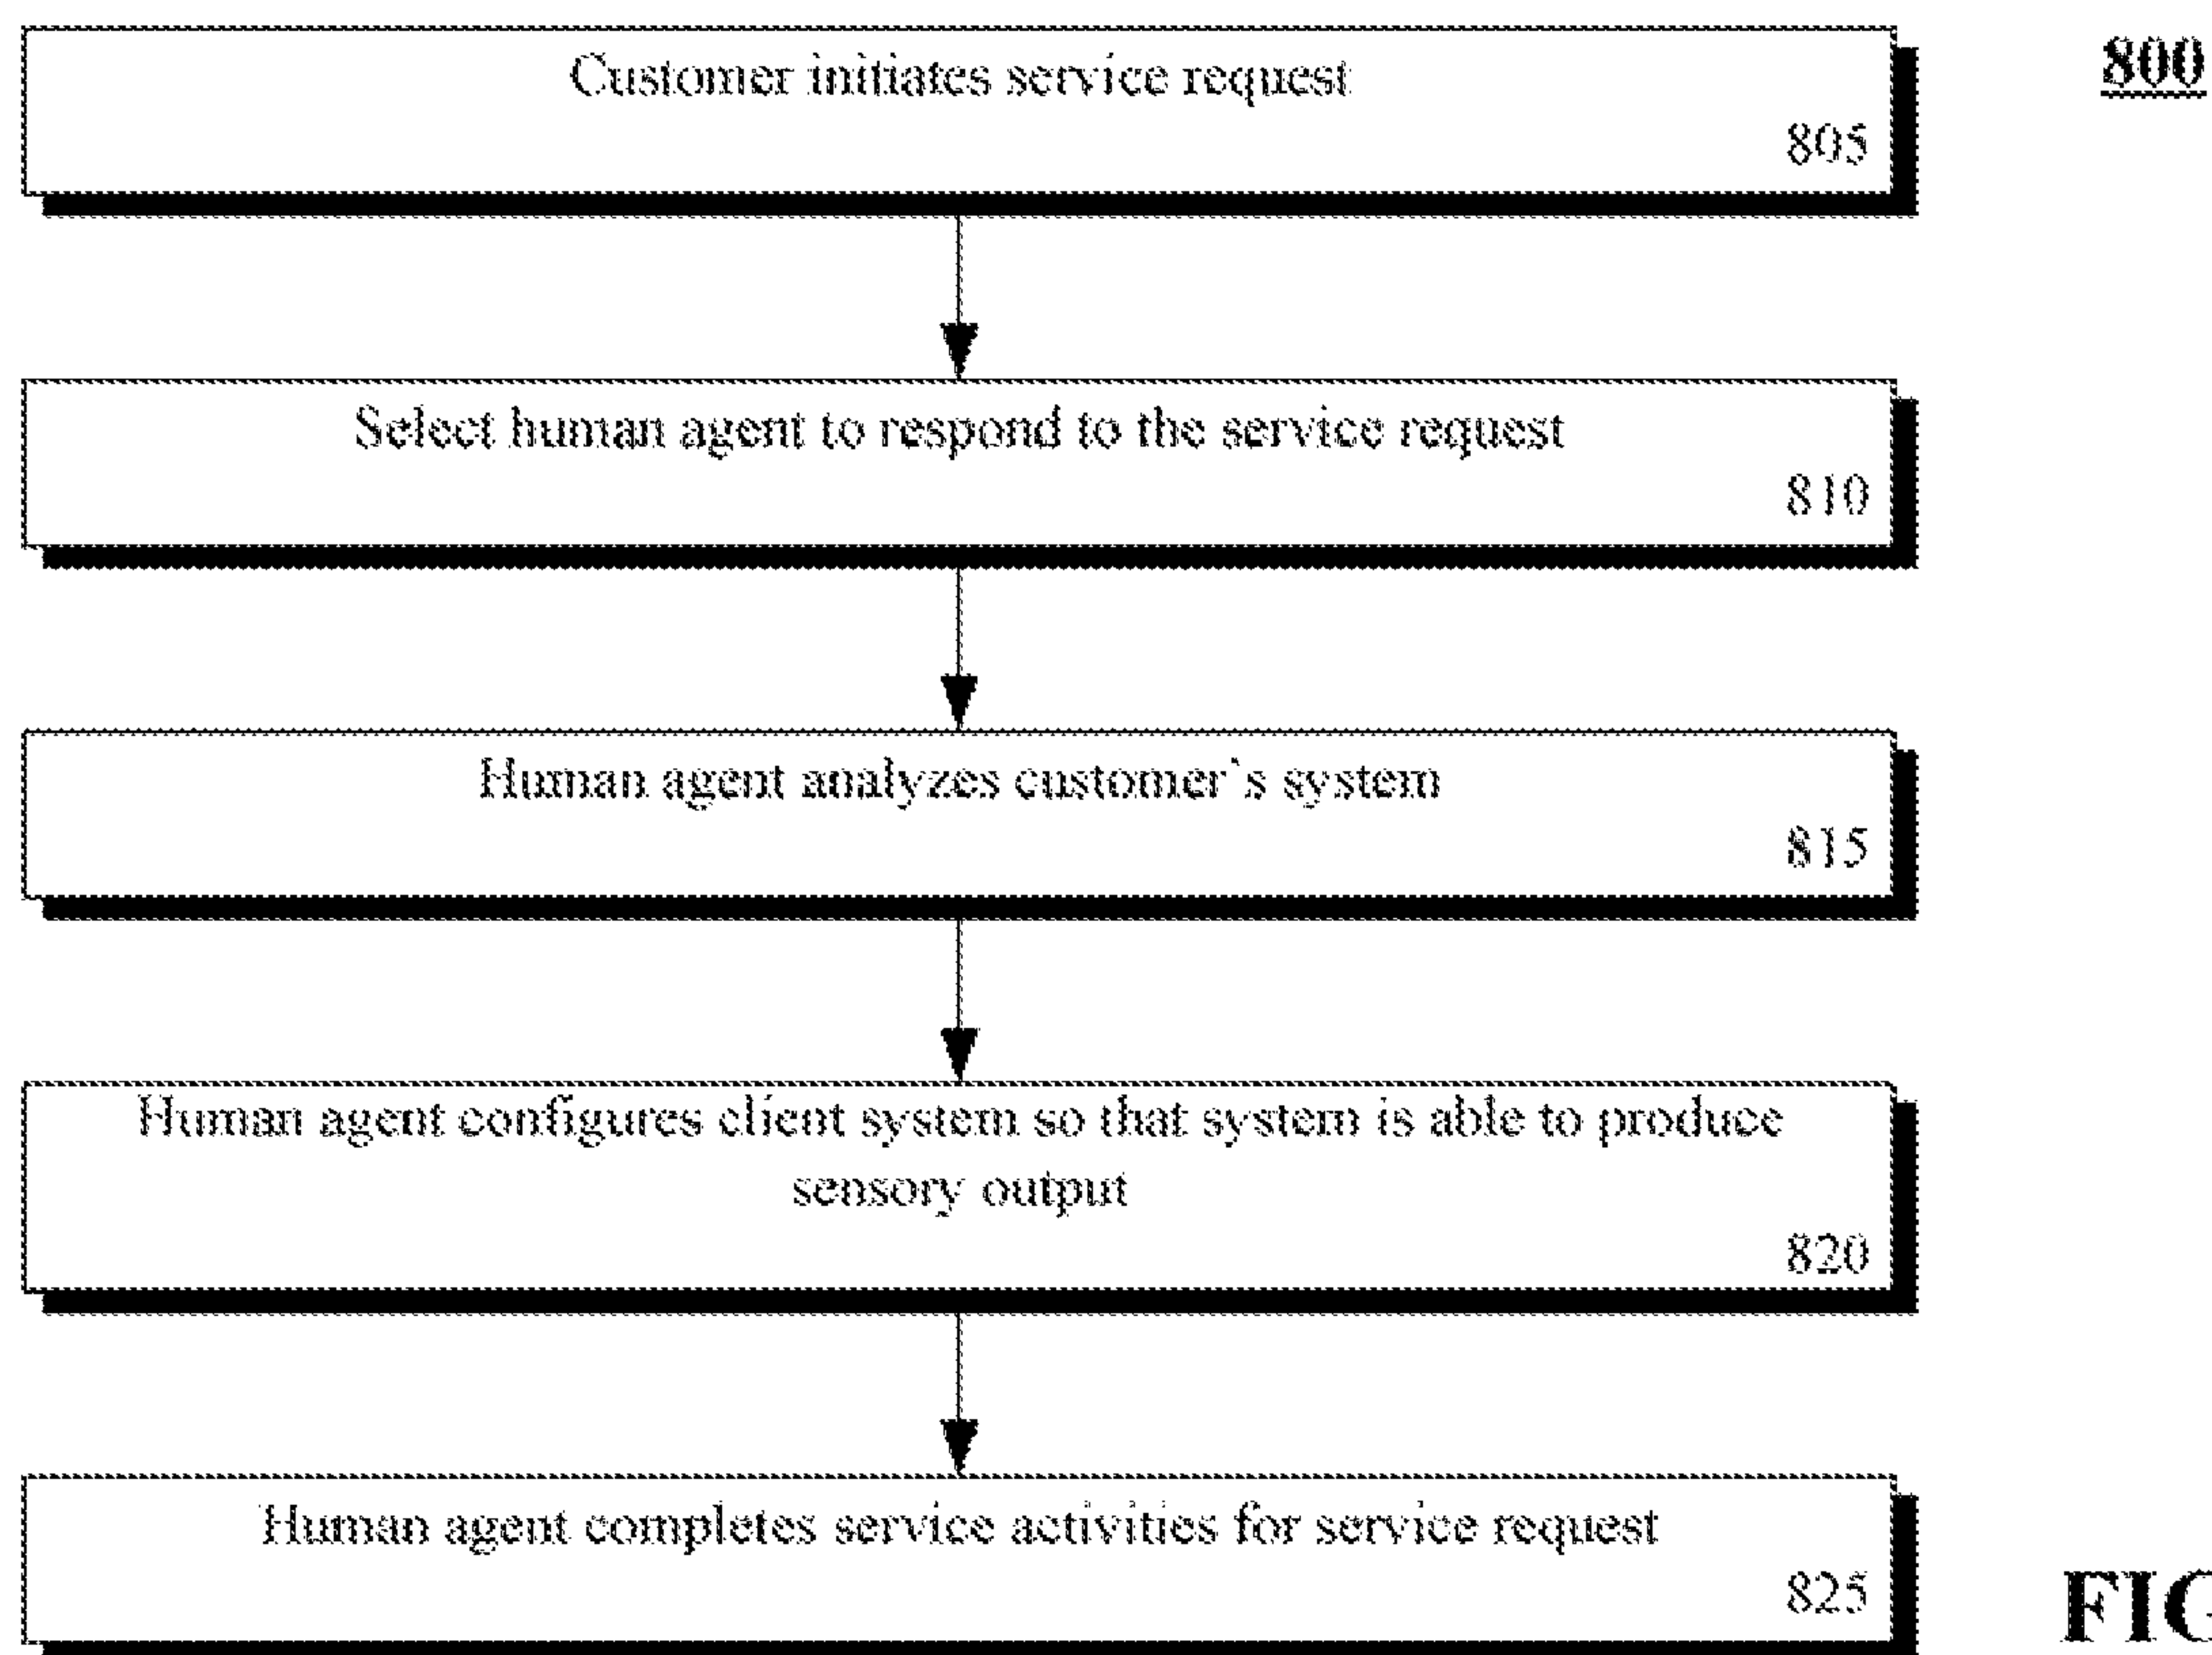 Customer initiates service request
800
805
Select human agent to respond to the service request
810
Human agent analyzes customer's system
815
Human agent configures client system so that system is able to produce
sensory output
820
Human agent completes service activities for service request
825